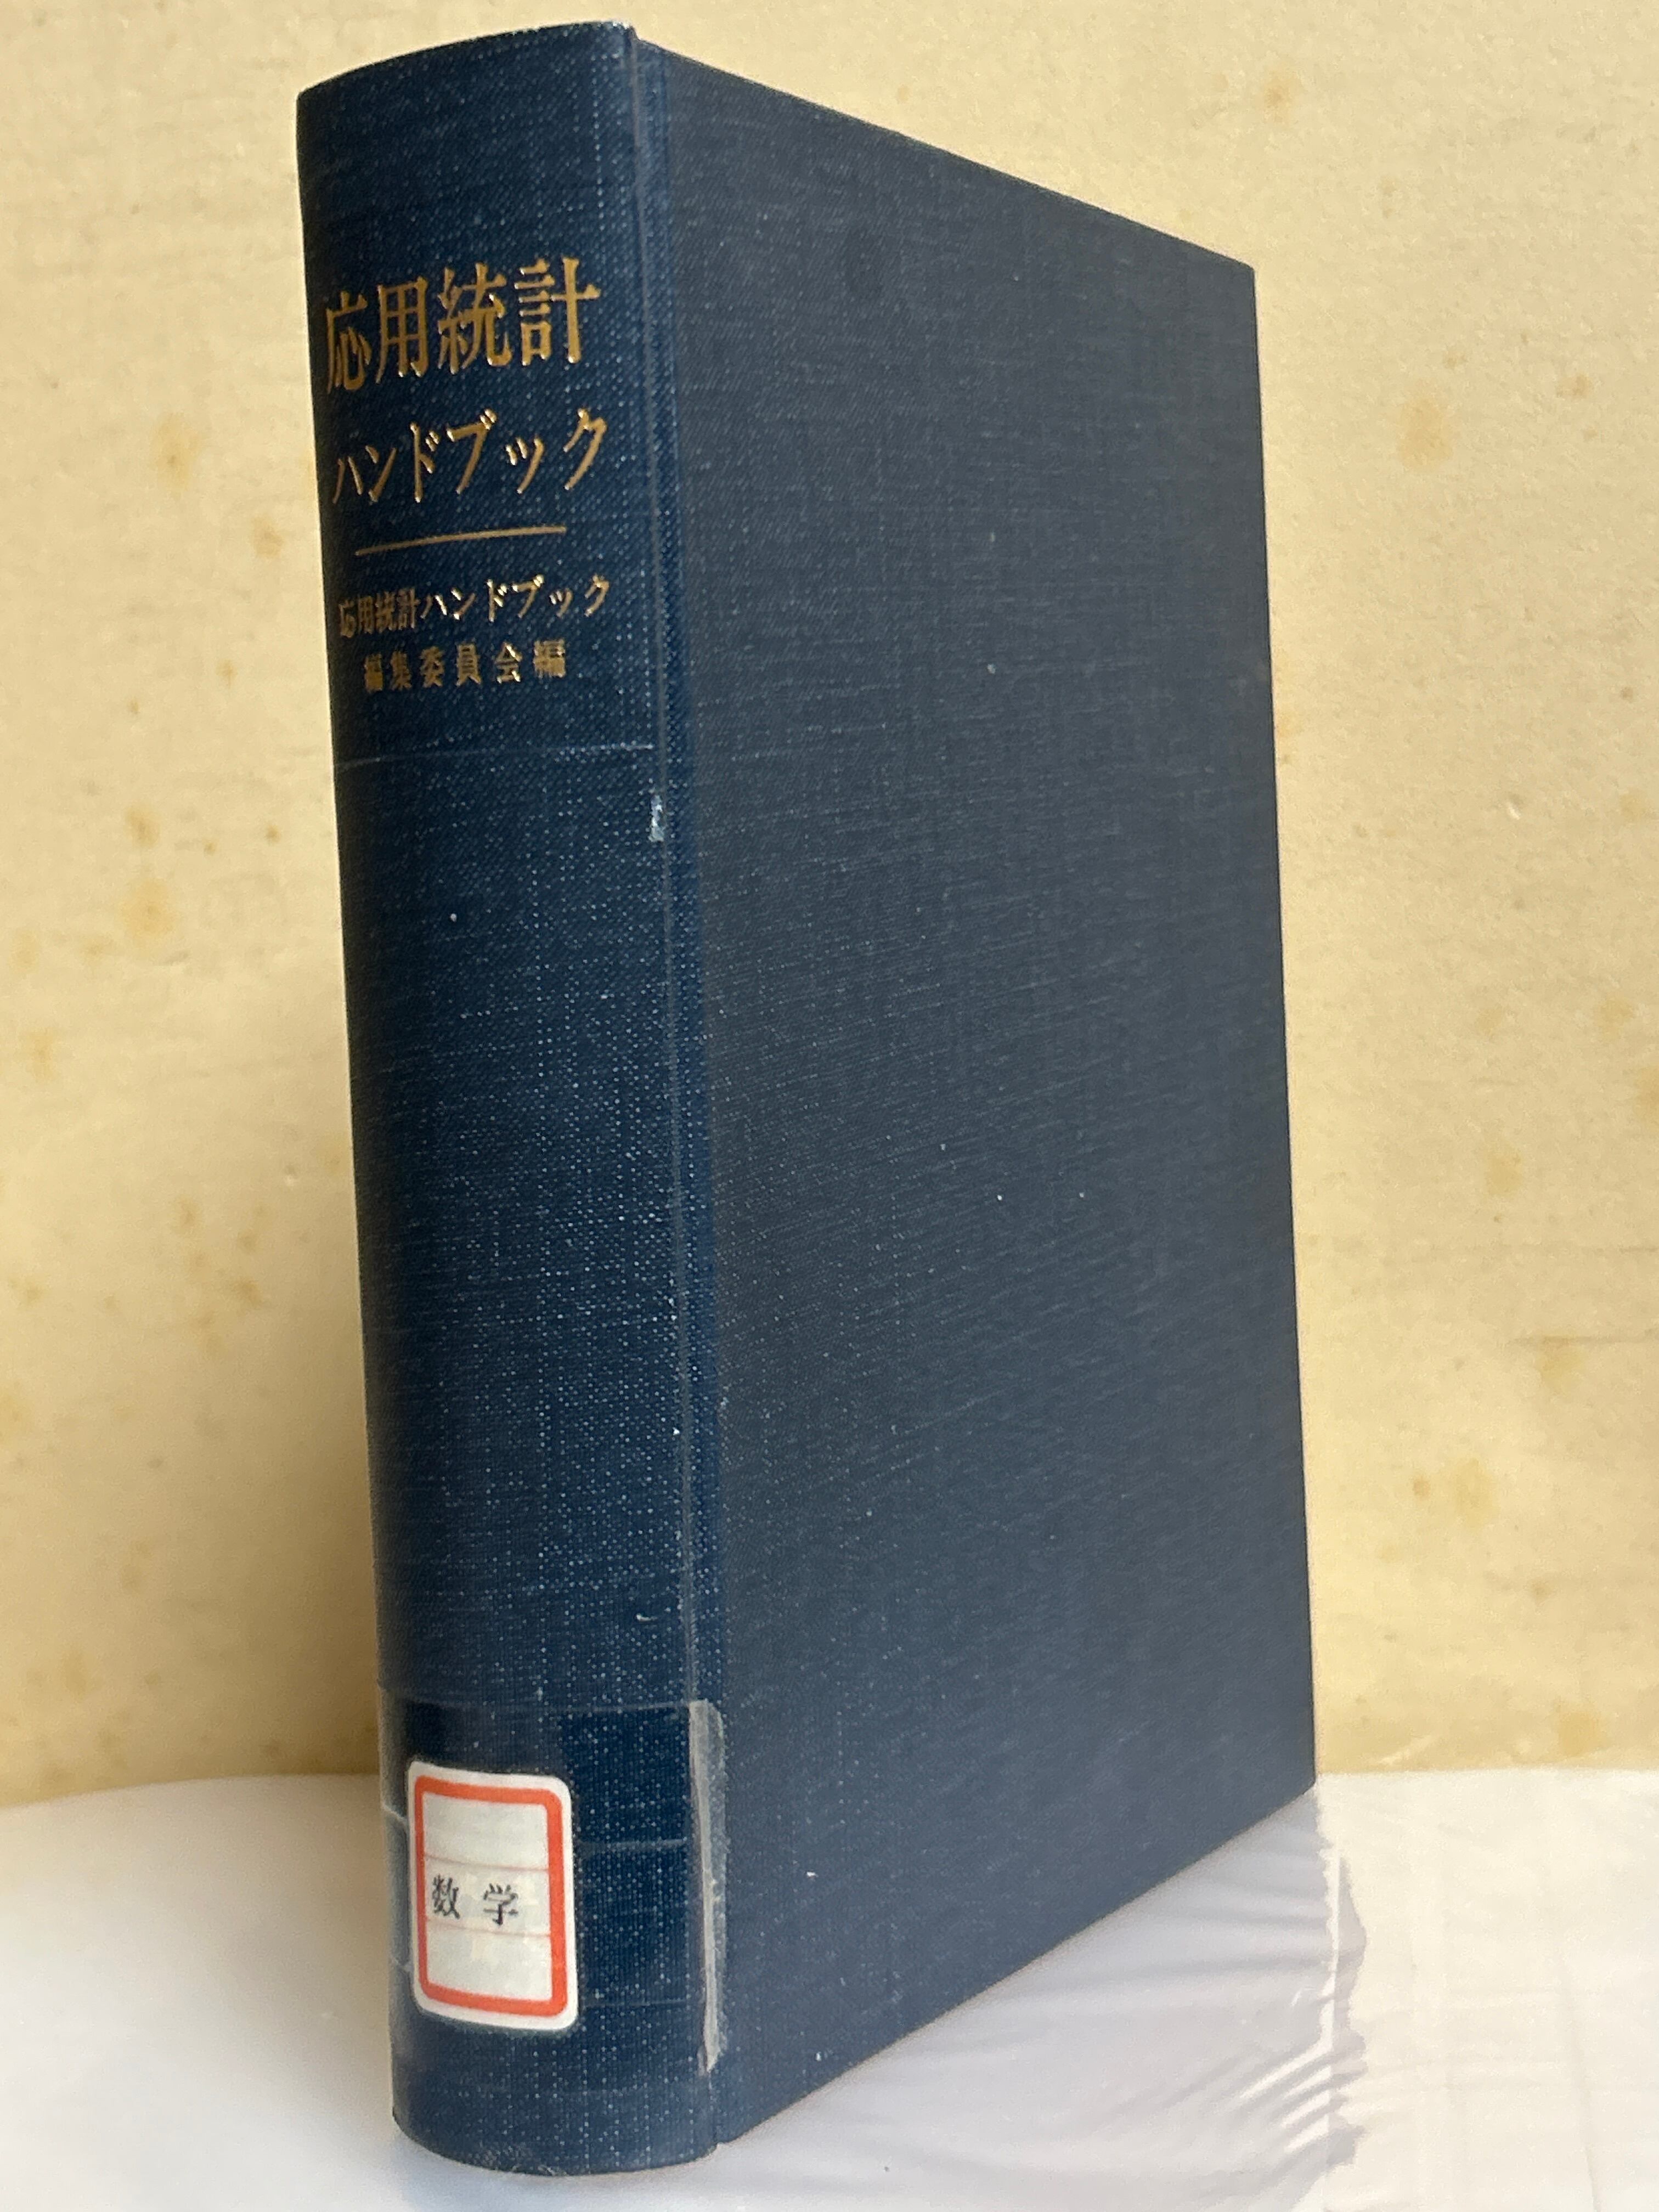 応用統計
ハンドブック
応用統計ハンドブック
編集委員会編
数学